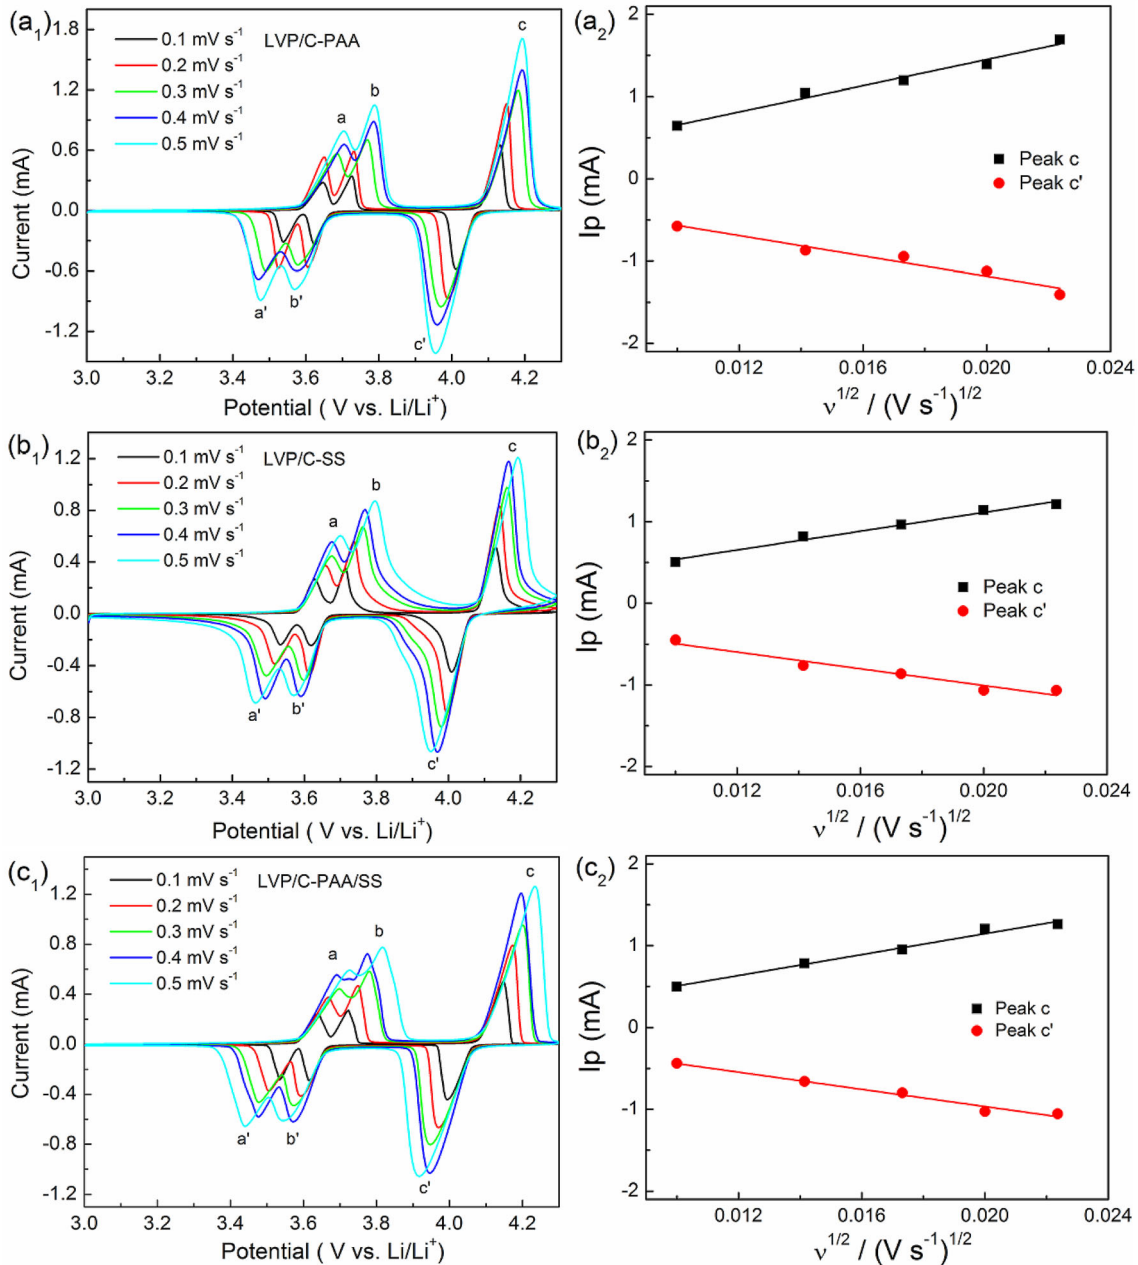 (a₁)
LVP/C-PAA
0.1 mV s⁻¹
0.2 mV s⁻¹
0.3 mV s⁻¹
0.4 mV s⁻¹
0.5 mV s⁻¹
a
b
c
a'
b'
c'
1.8
1.2
0.6
0.0
-0.6
-1.2
Current (mA)
3.0 3.2 3.4 3.6 3.8 4.0 4.2
Potential ( V vs. Li/Li⁺)
(a₂)
2
1
0
-1
-2
Ip (mA)
Peak c
Peak c'
0.012 0.016 0.020 0.024
ν¹/² / (V s⁻¹)¹/²
(b₁)
LVP/C-SS
0.1 mV s⁻¹
0.2 mV s⁻¹
0.3 mV s⁻¹
0.4 mV s⁻¹
0.5 mV s⁻¹
a
b
c
a'
b'
c'
1.2
0.8
0.4
0.0
-0.4
-0.8
-1.2
Current (mA)
3.0 3.2 3.4 3.6 3.8 4.0 4.2
Potential ( V vs. Li/Li⁺)
(b₂)
2
1
0
-1
-2
Ip (mA)
Peak c
Peak c'
0.012 0.016 0.020 0.024
ν¹/² / (V s⁻¹)¹/²
(c₁)
LVP/C-PAA/SS
0.1 mV s⁻¹
0.2 mV s⁻¹
0.3 mV s⁻¹
0.4 mV s⁻¹
0.5 mV s⁻¹
a
b
c
a'
b'
c'
1.2
0.8
0.4
0.0
-0.4
-0.8
-1.2
Current (mA)
3.0 3.2 3.4 3.6 3.8 4.0 4.2
Potential ( V vs. Li/Li⁺)
(c₂)
2
1
0
-1
-2
Ip (mA)
Peak c
Peak c'
0.012 0.016 0.020 0.024
ν¹/² / (V s⁻¹)¹/²